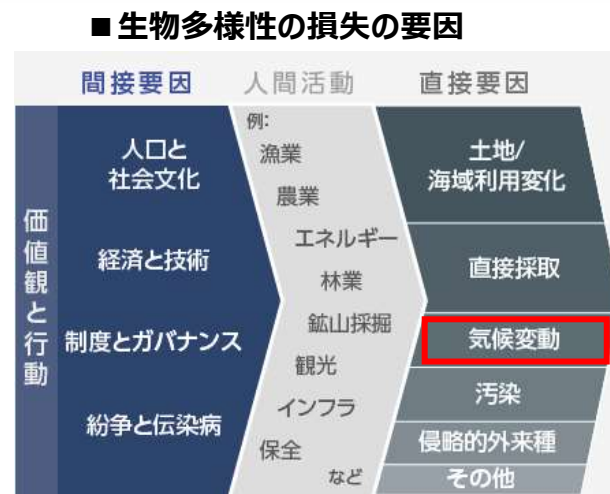 ■生物多様性の損失の要因
間接要因
人間活動
直接要因
価値観と行動
人口と
社会文化
経済と技術
制度とガバナンス
紛争と伝染病
例:
漁業
農業
エネルギー
林業
鉱山採掘
観光
インフラ
保全
など
土地/
海域利用変化
直接採取
気候変動
汚染
侵略的外来種
その他